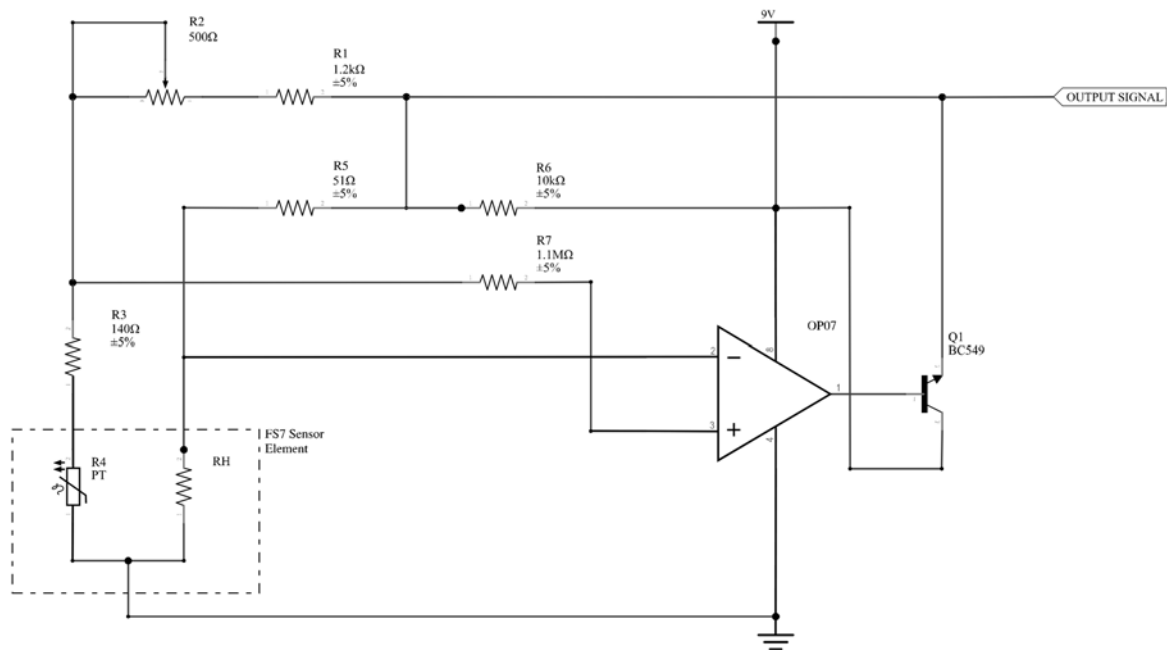 R2
500Ω
9V
R1
1.2kΩ
±5%
OUTPUT SIGNAL
R5
51Ω
±5%
R6
10kΩ
±5%
R7
1.1MΩ
±5%
R3
140Ω
±5%
OP07
Q1
BC549
2
8
1
3
4
FS7 Sensor
Element
R4
PT
RH